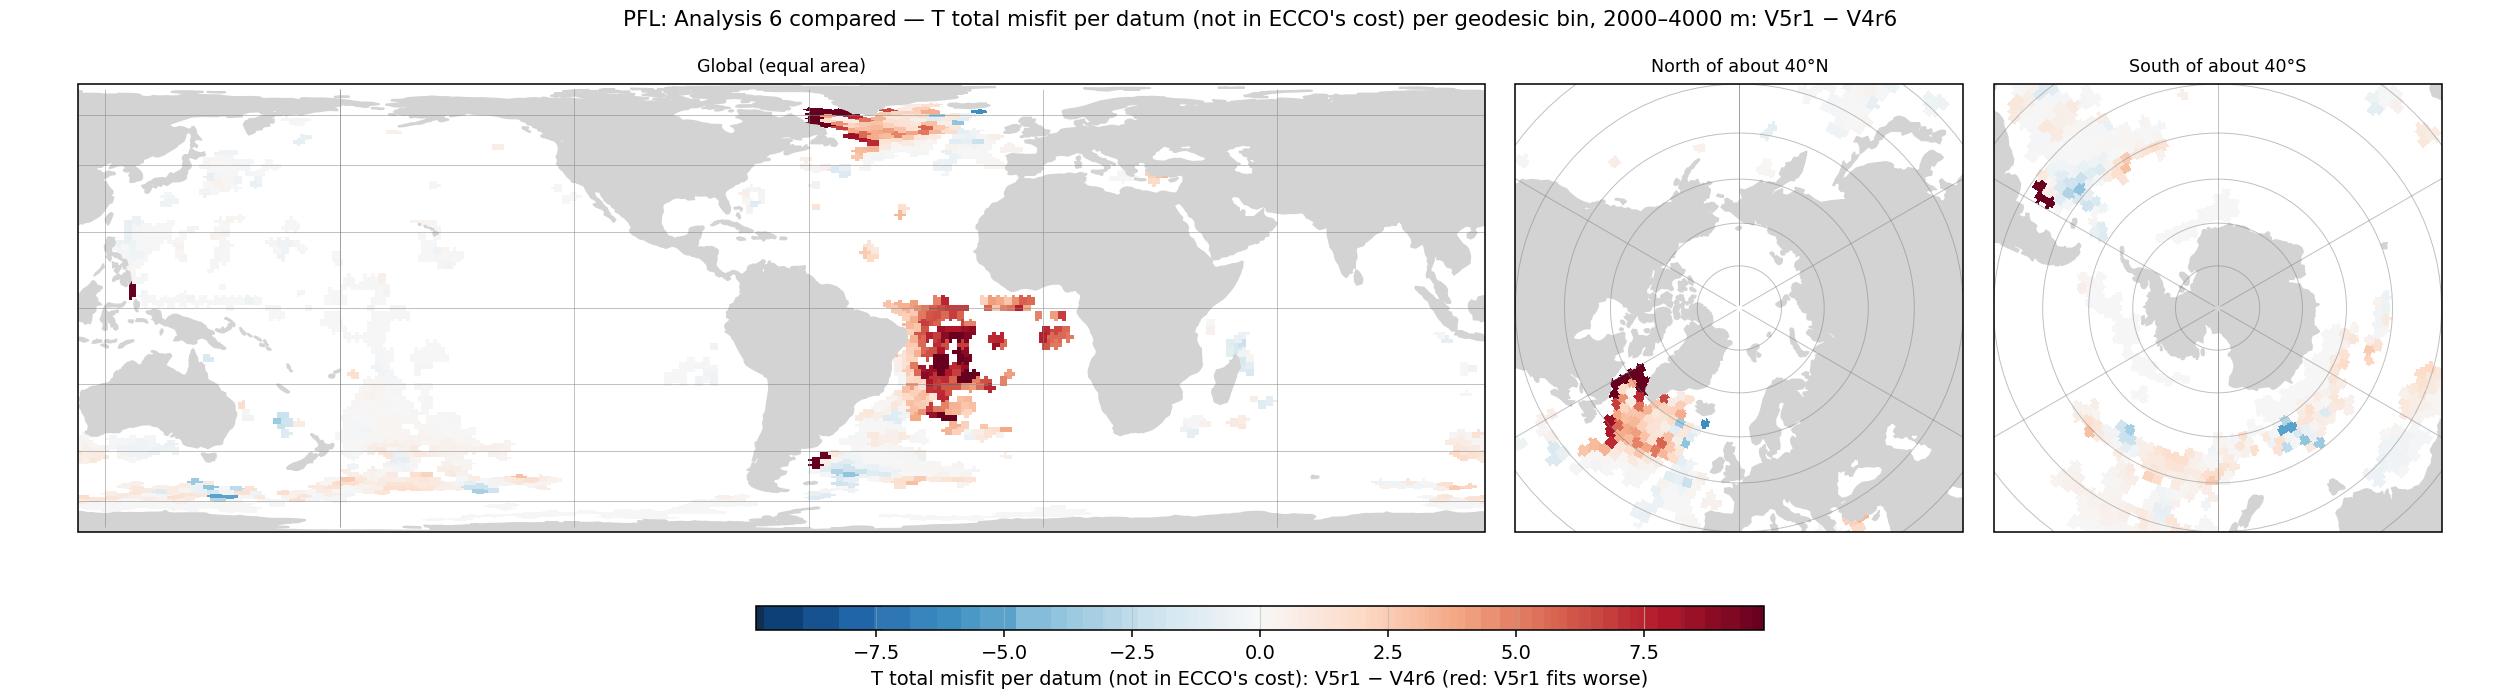 PFL: Analysis 6 compared — T total misfit per datum (not in ECCO's cost) per geodesic bin, 2000–4000 m: V5r1 − V4r6
Global (equal area)
North of about 40°N
South of about 40°S
−7.5 −5.0 −2.5 0.0 2.5 5.0 7.5
T total misfit per datum (not in ECCO's cost): V5r1 − V4r6 (red: V5r1 fits worse)